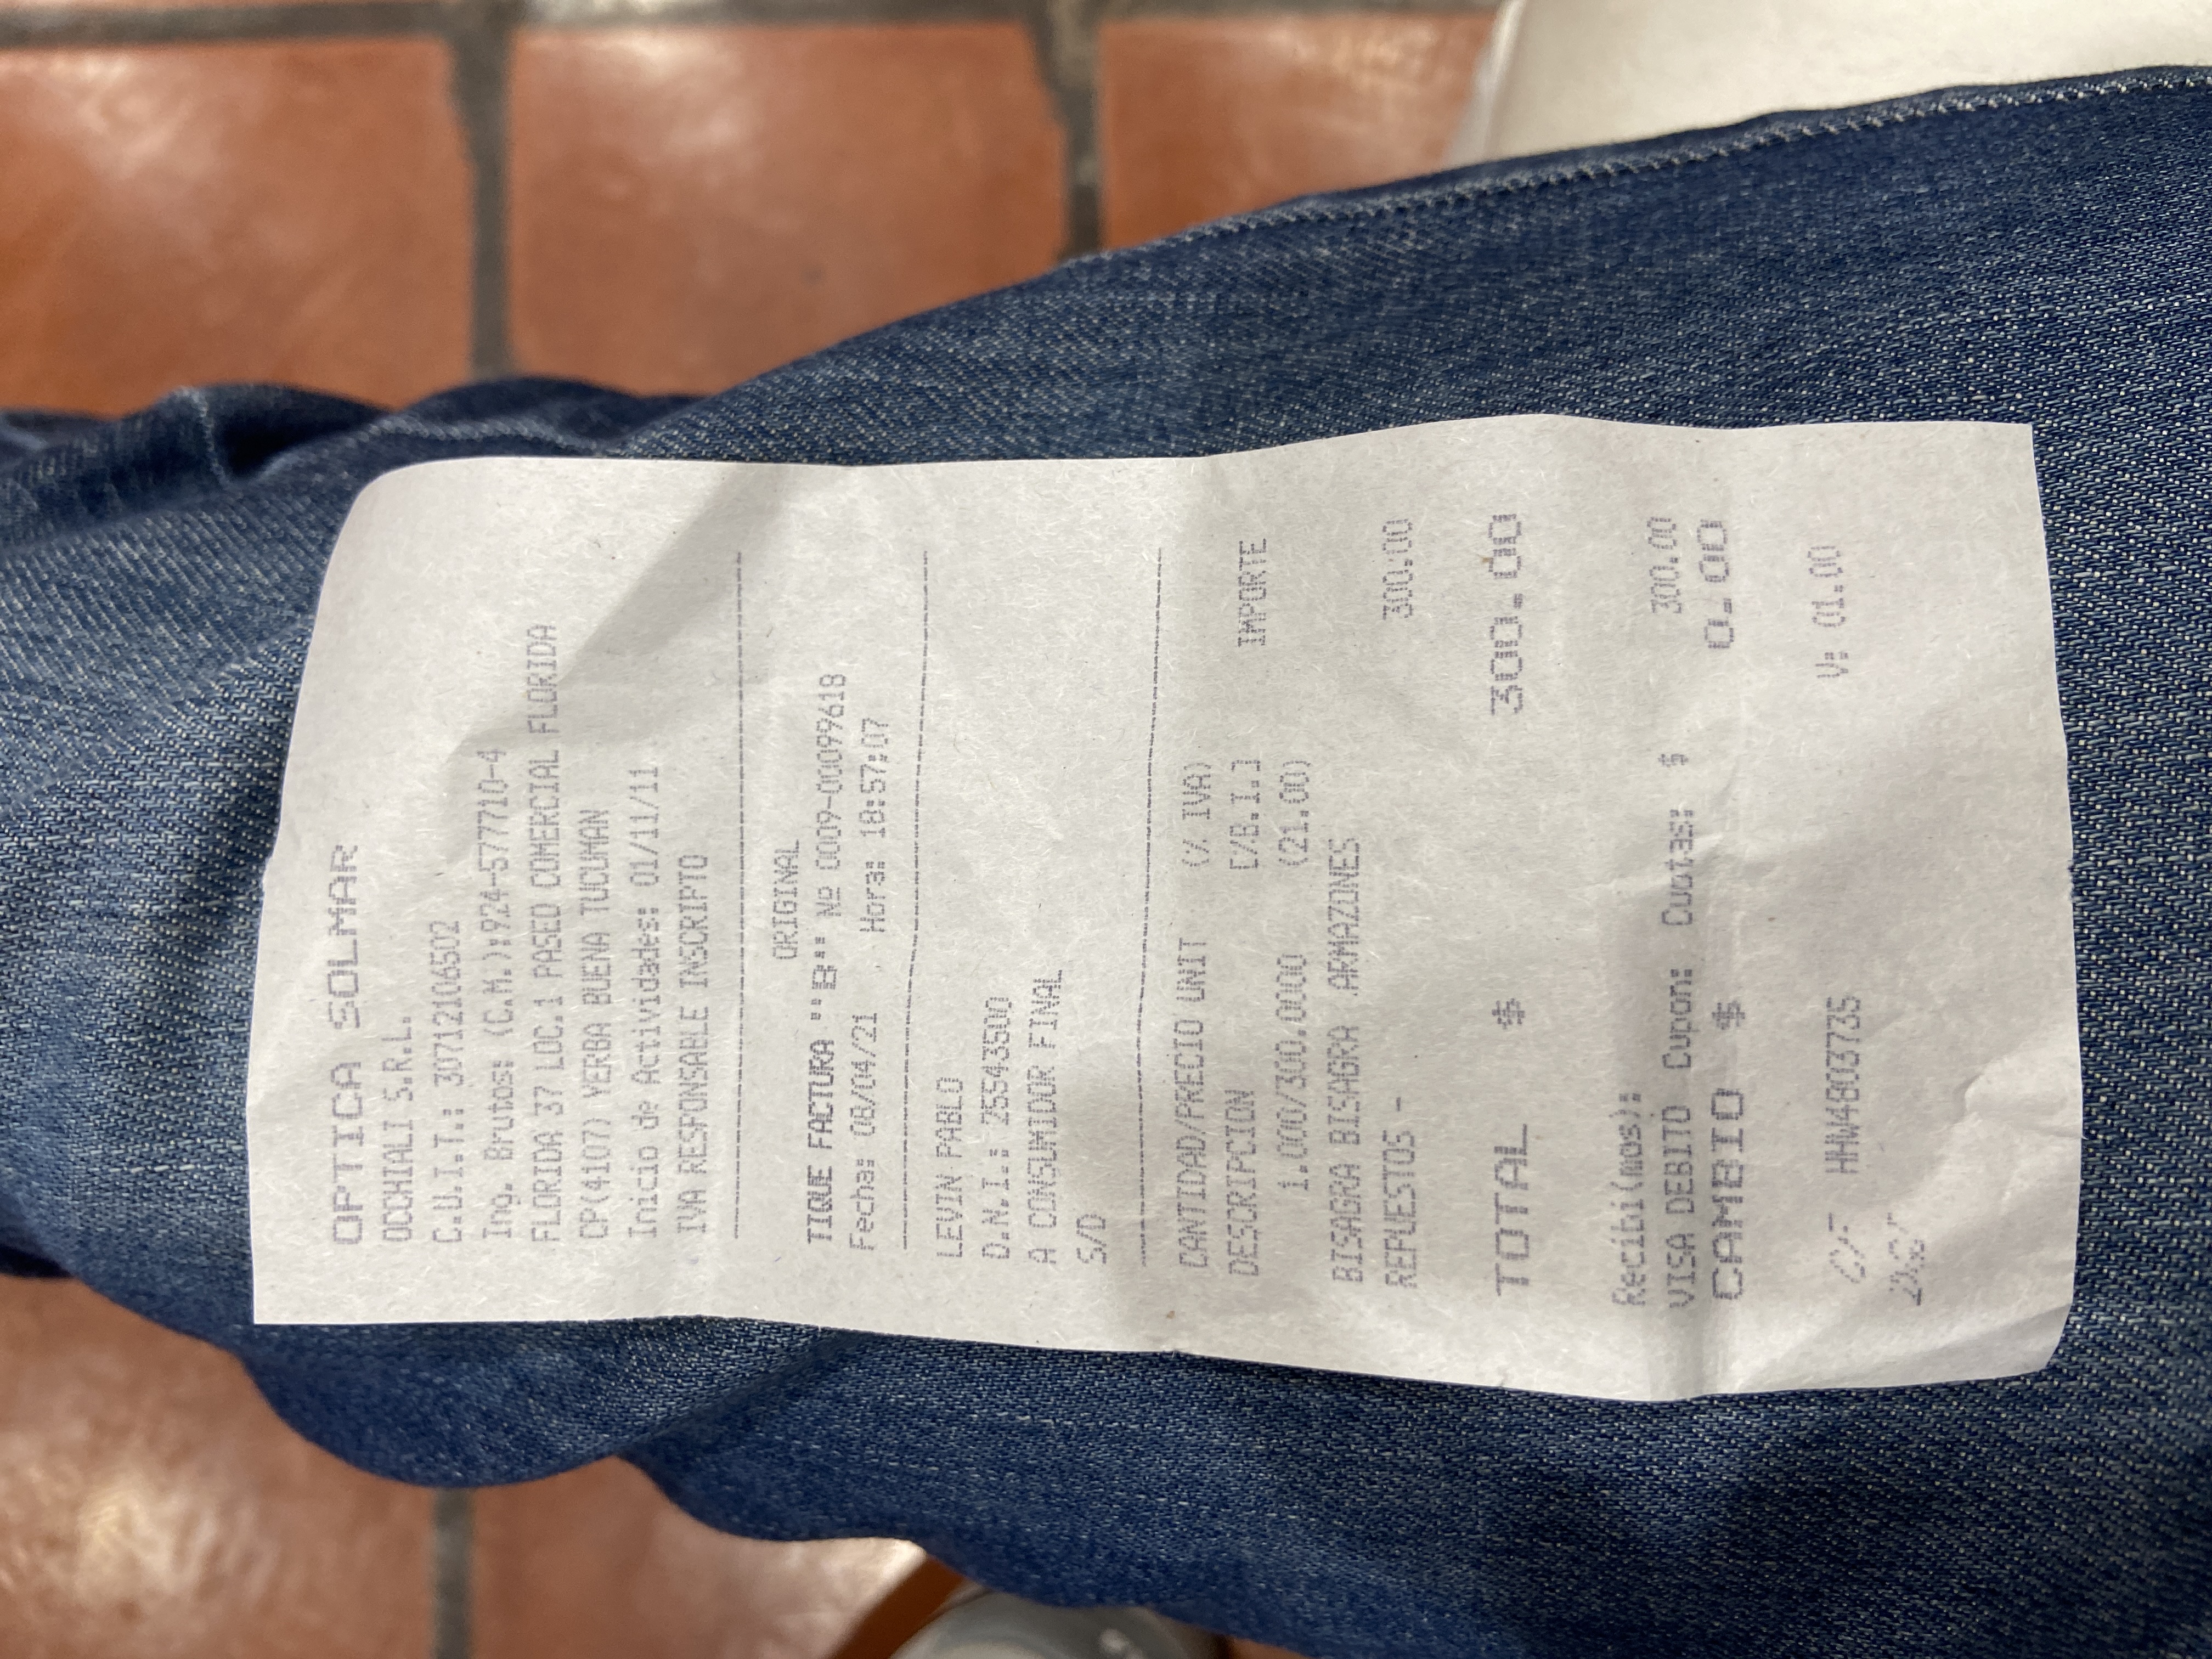 OPTICA SOLMAR
OCCHIALI S.R.L.
C.U.I.T.: 30712106502
Ing. Brutos: (C.M.):924-577710-4
FLORIDA 37 LOC.1 PASEO COMERCIAL FLORIDA
CP(4107) YERBA BUENA TUCUMAN
Inicio de Actividades: 01/11/11
IVA RESPONSABLE INSCRIPTO
ORIGINAL
TIQUE FACTURA "B" Nº 0009-00099618
Fecha: 08/04/21 Hora: 18:57:07
LEVIN PABLO
D.N.I.: 25543500
A CONSUMIDOR FINAL
S/D
CANTIDAD/PRECIO UNIT (% IVA)
DESCRIPCION [%B.I.] IMPORTE
1.000/300.0000 (21.00)
BISAGRA BISAGRA .ARMAZONES
REPUESTOS - 300.00
TOTAL $ 300.00
Recibi(mos):
VISA DEBITO Cupon: Cuotas: $ 300.00
CAMBIO $ 0.00
CF HHW4803735 V: 01.00
DGI